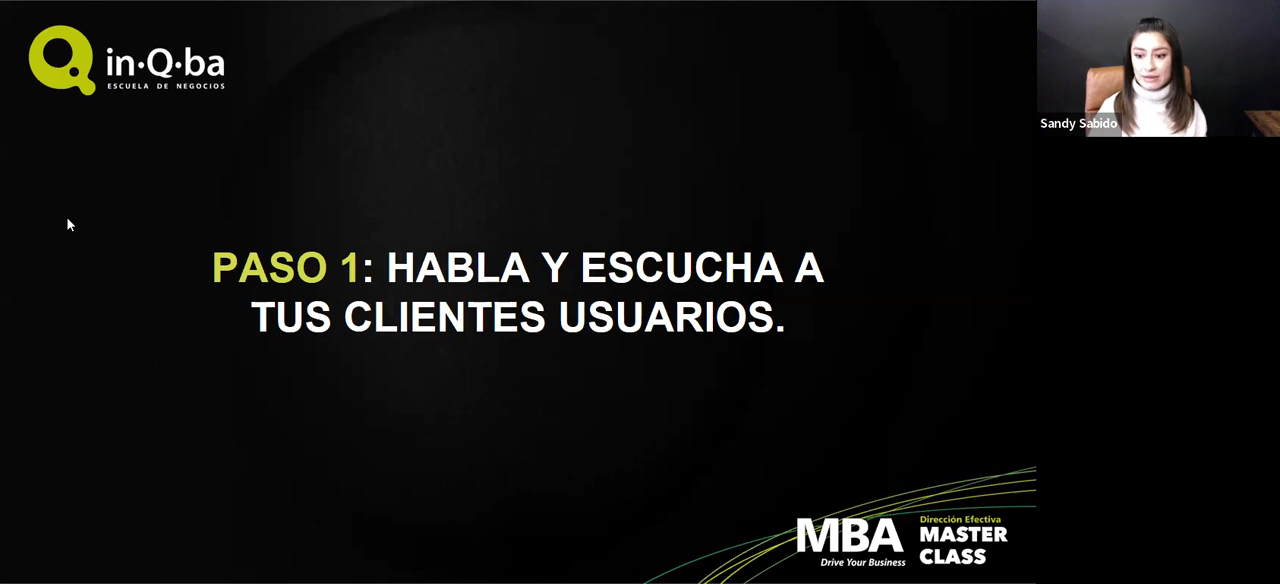 in·Q·ba
ESCUELA DE NEGOCIOS
Sandy Sabido
PASO 1: HABLA Y ESCUCHA A
TUS CLIENTES USUARIOS.
MBA
Drive Your Business
Dirección Efectiva
MASTER
CLASS